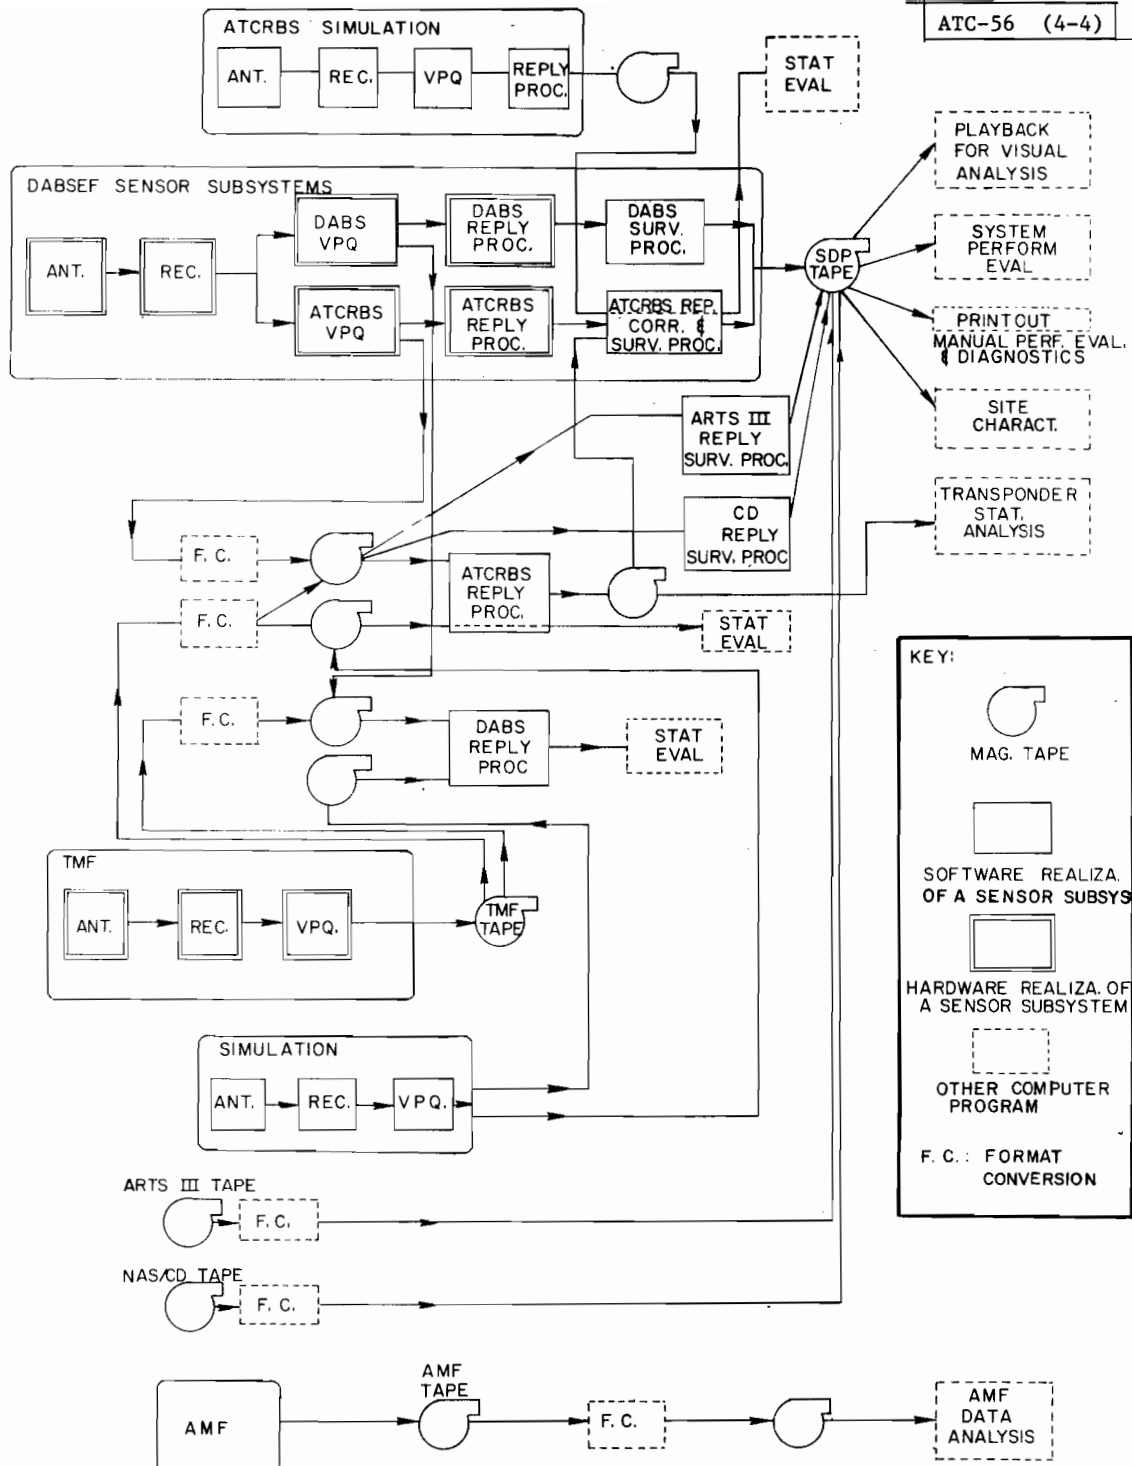 ATC-56 (4-4)
ATCRBS SIMULATION
ANT.
REC.
VPQ
REPLY
PROC.
STAT
EVAL
PLAYBACK
FOR VISUAL
ANALYSIS
DABSEF SENSOR SUBSYSTEMS
ANT.
REC.
DABS
VPQ
DABS
REPLY
PROC.
DABS
SURV.
PROC.
ATCRBS
VPQ
ATCRBS
REPLY
PROC.
ATCRBS REP.
CORR. &
SURV. PROC.
SDP
TAPE
SYSTEM
PERFORM
EVAL
PRINTOUT
MANUAL PERF. EVAL.
& DIAGNOSTICS
SITE
CHARACT.
ARTS III
REPLY
SURV. PROC.
CD
REPLY
SURV. PROC
TRANSPONDER
STAT.
ANALYSIS
F. C.
ATCRBS
REPLY
PROC.
F. C.
STAT
EVAL
F. C.
DABS
REPLY
PROC
STAT
EVAL
TMF
ANT.
REC.
VPQ.
TMF
TAPE
SIMULATION
ANT.
REC.
VPQ.
ARTS III TAPE
F. C.
NAS/CD TAPE
F. C.
AMF
AMF
TAPE
F. C.
AMF
DATA
ANALYSIS
KEY:
MAG. TAPE
SOFTWARE REALIZA.
OF A SENSOR SUBSYS
HARDWARE REALIZA. OF
A SENSOR SUBSYSTEM
OTHER COMPUTER
PROGRAM
F. C. : FORMAT
CONVERSION